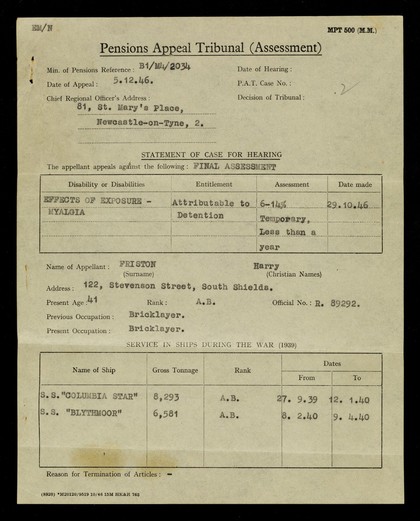 EM/N
MPT 500 (M.M.)
Pensions Appeal Tribunal (Assessment)
Min. of Pensions Reference : B1/M4/2034
Date of Hearing :
Date of Appeal : 5.12.46.
P.A.T. Case No. :
Chief Regional Officer's Address :
Decision of Tribunal :
81, St. Mary's Place,
Newcastle-on-Tyne, 2.
STATEMENT OF CASE FOR HEARING
The appellant appeals against the following : FINAL ASSESSMENT
Disability or Disabilities Entitlement Assessment Date made
EFFECTS OF EXPOSURE - Attributable to 6-14% 29.10.46
MYALGIA Detention Temporary,
Less than a
year
Name of Appellant : FRISTON Harry
(Surname) (Christian Names)
Address : 122, Stevenson Street, South Shields.
Present Age 41 Rank : A.B. Official No. : R. 89292.
Previous Occupation : Bricklayer.
Present Occupation : Bricklayer.
SERVICE IN SHIPS DURING THE WAR (1939)
Name of Ship Gross Tonnage Rank Dates
From To
S.S. "COLUMBIA STAR" 8,293 A.B. 27. 9.39 12. 1.40
S.S. "BLYTHMOOR" 6,581 A.B. 8. 2.40 9. 4.40
Reason for Termination of Articles : -